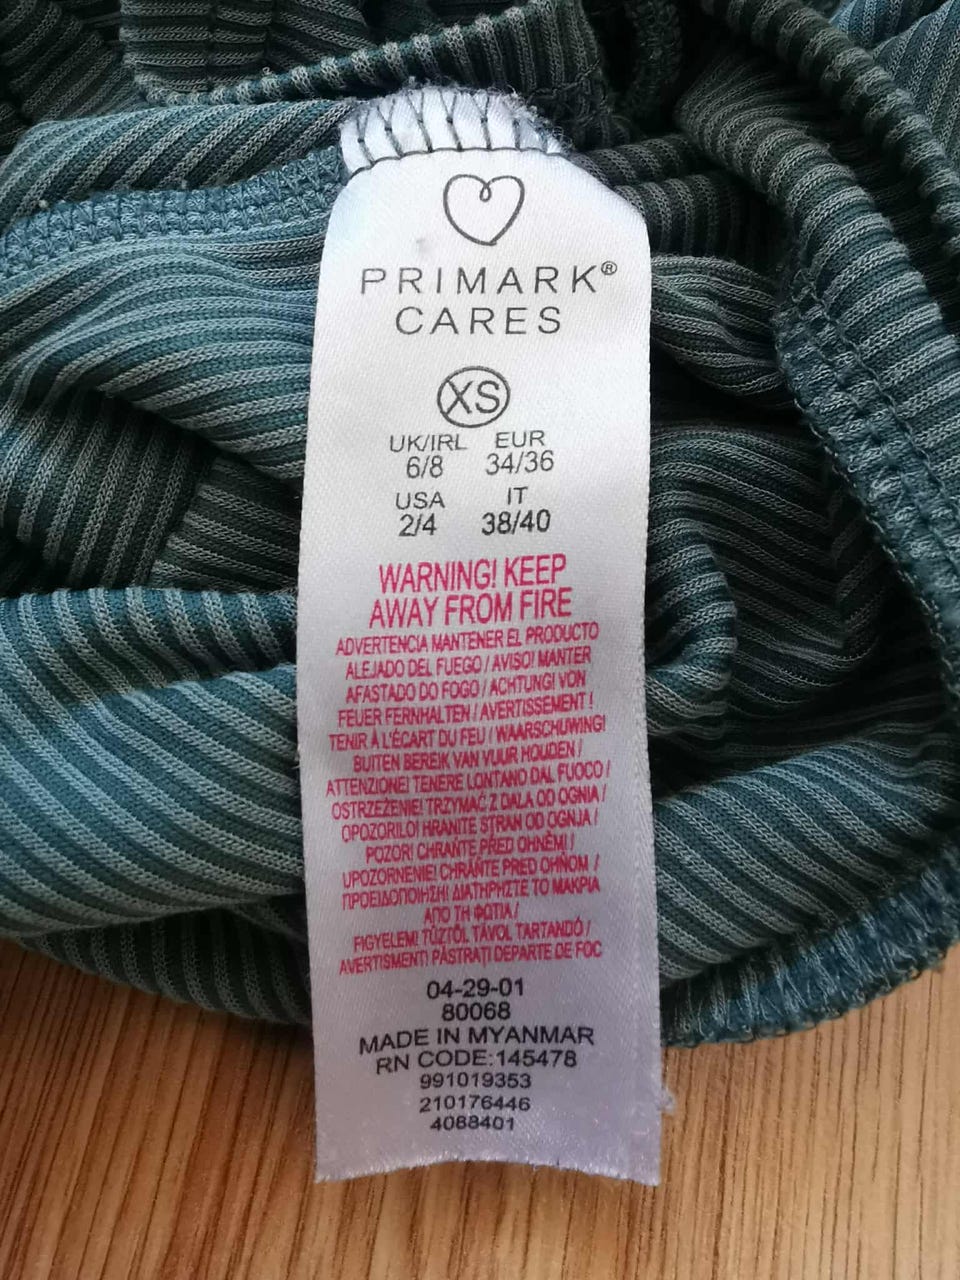 PRIMARK®
CARES
XS
UK/IRL EUR
6/8 34/36
USA IT
2/4 38/40
WARNING! KEEP
AWAY FROM FIRE
ADVERTENCIA MANTENER EL PRODUCTO
ALEJADO DEL FUEGO / AVISO! MANTER
AFASTADO DO FOGO / ACHTUNG! VON
FEUER FERNHALTEN / AVERTISSEMENT !
TENIR À L'ÉCART DU FEU / WAARSCHUWING!
BUITEN BEREIK VAN VUUR HOUDEN /
ATTENZIONE! TENERE LONTANO DAL FUOCO /
OSTRZEŻENIE! TRZYMAĆ Z DALA OD OGNIA /
OPOZORILO! HRANITE STRAN OD OGNJA /
POZOR! CHRAŇTE PŘED OHNĚM! /
UPOZORNENIE! CHRÁŇTE PRED OHŇOM /
ΠΡΟΕΙΔΟΠΟΙΗΣΗ! ΔΙΑΤΗΡΗΣΤΕ ΤΟ ΜΑΚΡΙΑ
ΑΠΟ ΤΗ ΦΩΤΙΑ /
FIGYELEM! TŰZTŐL TÁVOL TARTANDÓ /
AVERTISMENT! PĂSTRAȚI DEPARTE DE FOC
04-29-01
80068
MADE IN MYANMAR
RN CODE:145478
991019353
210176446
4088401